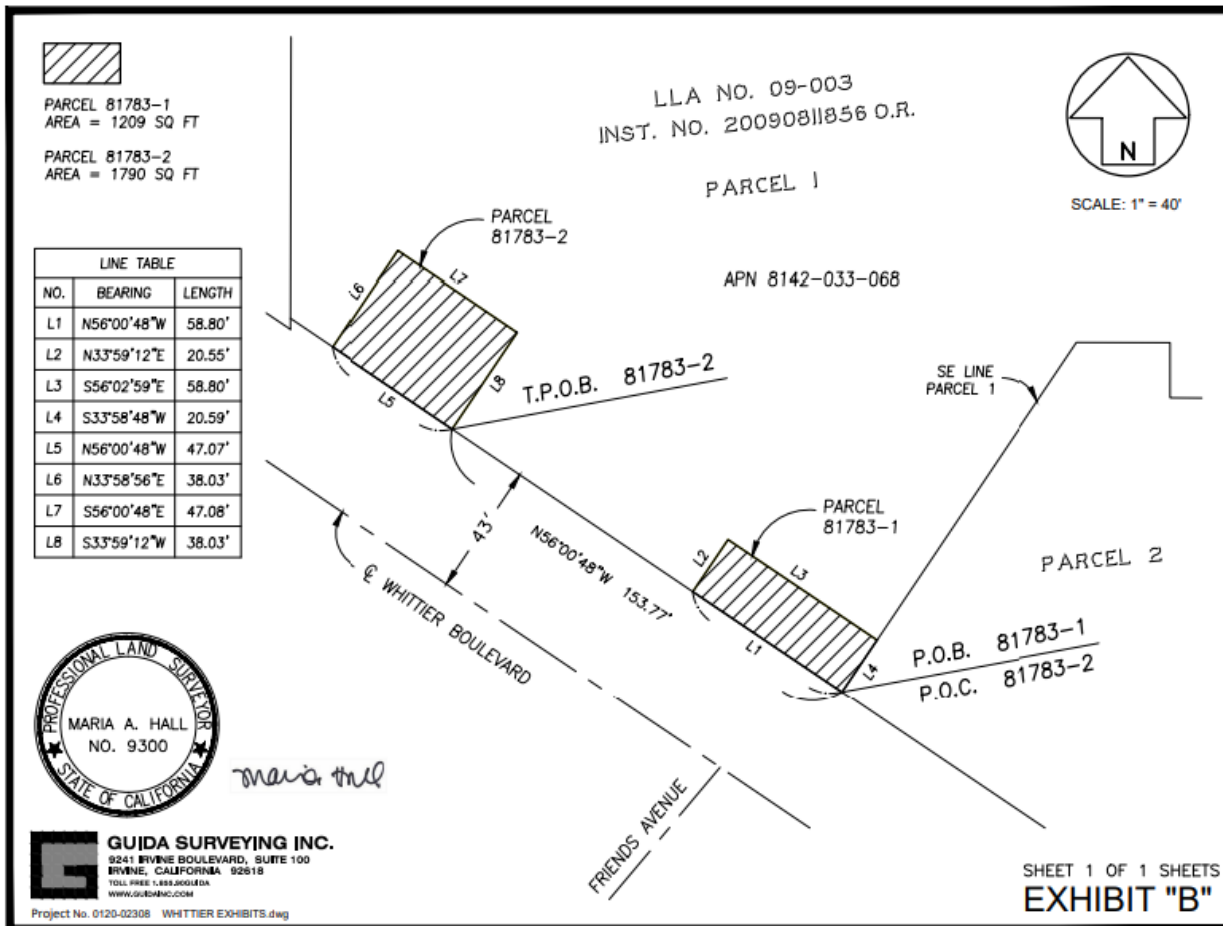 PARCEL 81783-1
AREA = 1209 SQ FT
PARCEL 81783-2
AREA = 1790 SQ FT
LLA NO. 09-003
INST. NO. 20090811856 O.R.
PARCEL 1
N
SCALE: 1" = 40'
PARCEL
81783-2
APN 8142-033-068
LINE TABLE
NO. BEARING LENGTH
L1 N56°00'48"W 58.80'
L2 N33°59'12"E 20.55'
L3 S56°02'59"E 58.80'
L4 S33°58'48"W 20.59'
L5 N56°00'48"W 47.07'
L6 N33°58'56"E 38.03'
L7 S56°00'48"E 47.08'
L8 S33°59'12"W 38.03'
L6
L7
L8
L5
T.P.O.B. 81783-2
SE LINE
PARCEL 1
43'
N56°00'48"W 153.77'
PARCEL
81783-1
L2
L3
L1
L4
PARCEL 2
℄ WHITTIER BOULEVARD
P.O.B. 81783-1
P.O.C. 81783-2
FRIENDS AVENUE
PROFESSIONAL LAND SURVEYOR
MARIA A. HALL
NO. 9300
STATE OF CALIFORNIA
Maria Hall
GUIDA SURVEYING INC.
9241 IRVINE BOULEVARD, SUITE 100
IRVINE, CALIFORNIA 92618
TOLL FREE 1.855.90GUIDA
WWW.GUIDAINC.COM
Project No. 0120-02308 WHITTIER EXHIBITS.dwg
SHEET 1 OF 1 SHEETS
EXHIBIT "B"